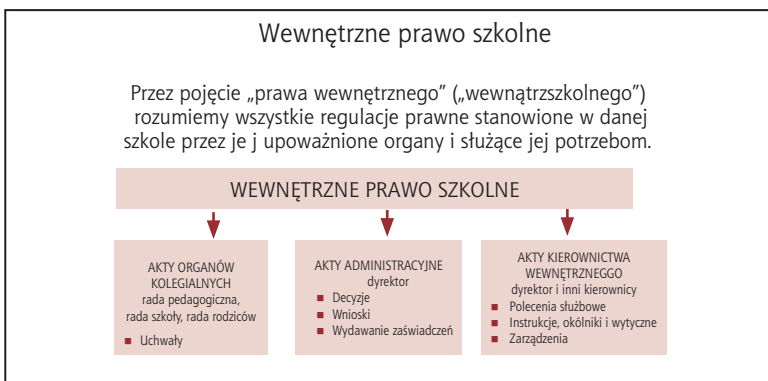 Wewnętrzne prawo szkolne
Przez pojęcie „prawa wewnętrznego” („wewnątrzszkolnego”)
rozumiemy wszystkie regulacje prawne stanowione w danej
szkole przez je j upoważnione organy i służące jej potrzebom.
WEWNĘTRZNE PRAWO SZKOLNE
AKTY ORGANÓW
KOLEGIALNYCH
rada pedagogiczna,
rada szkoły, rada rodziców
■ Uchwały
AKTY ADMINISTRACYJNE
dyrektor
■ Decyzje
■ Wnioski
■ Wydawanie zaświadczeń
AKTY KIEROWNICTWA
WEWNĘTRZNEGGO
dyrektor i inni kierownicy
■ Polecenia służbowe
■ Instrukcje, okólniki i wytyczne
■ Zarządzenia